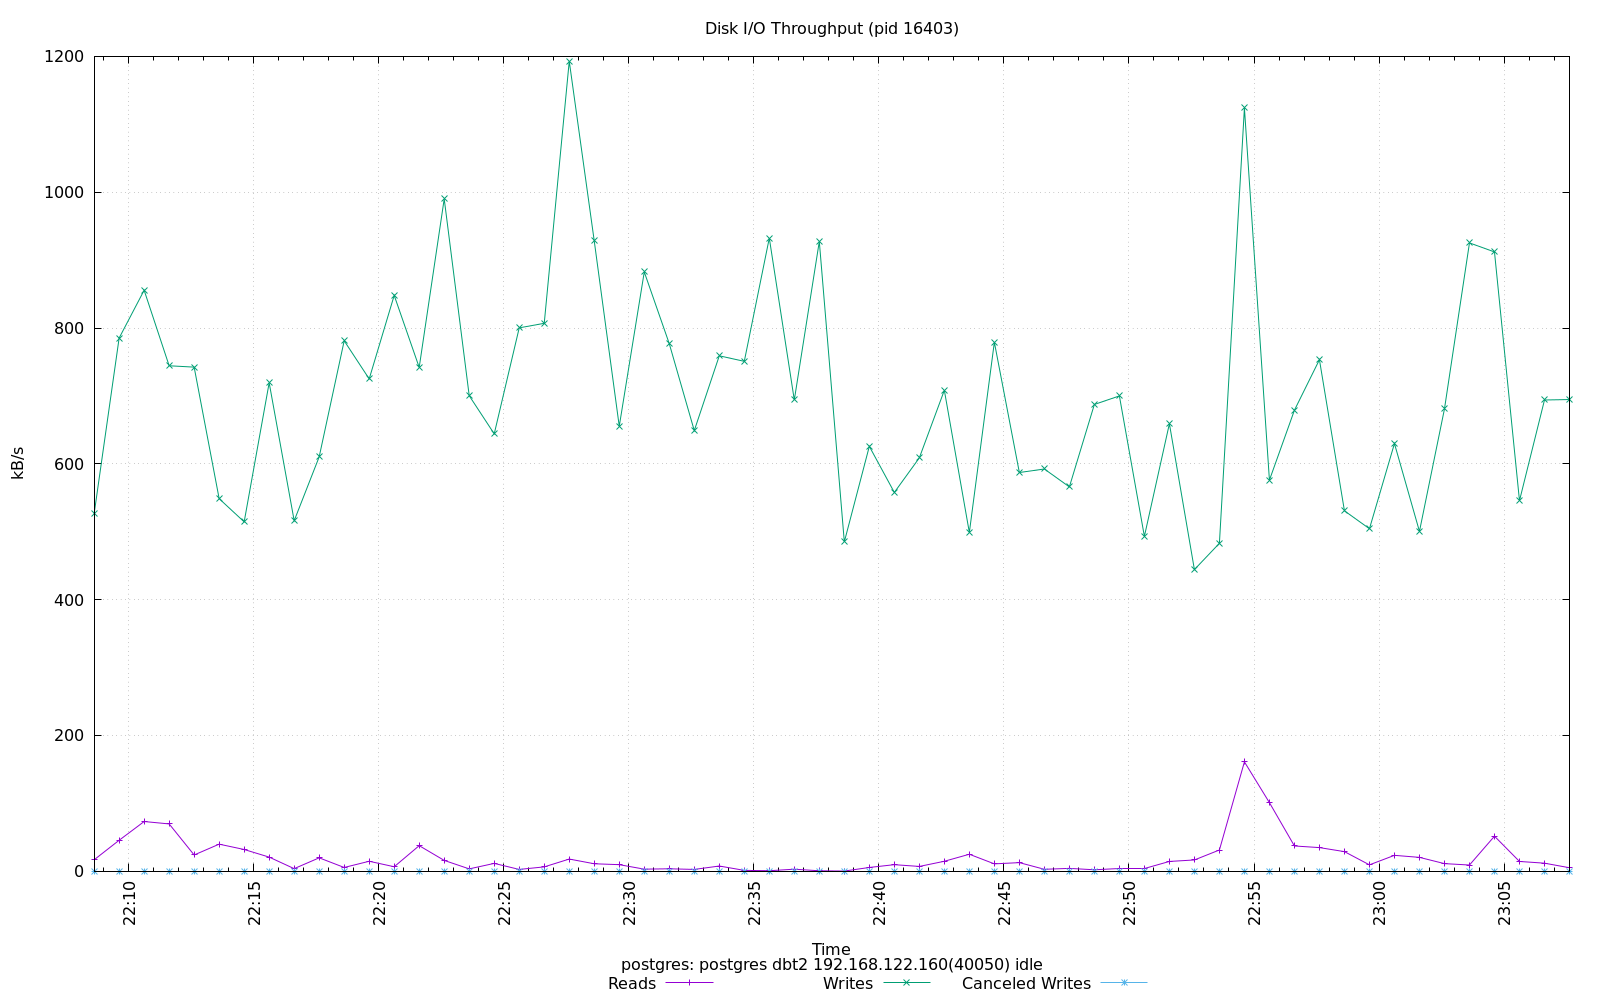 Disk I/O Throughput (pid 16403)
1200
1000
800
600
400
200
0
kB/s
22:10 22:15 22:20 22:25 22:30 22:35 22:40 22:45 22:50 22:55 23:00 23:05
Time
postgres: postgres dbt2 192.168.122.160(40050) idle
Reads Writes Canceled Writes